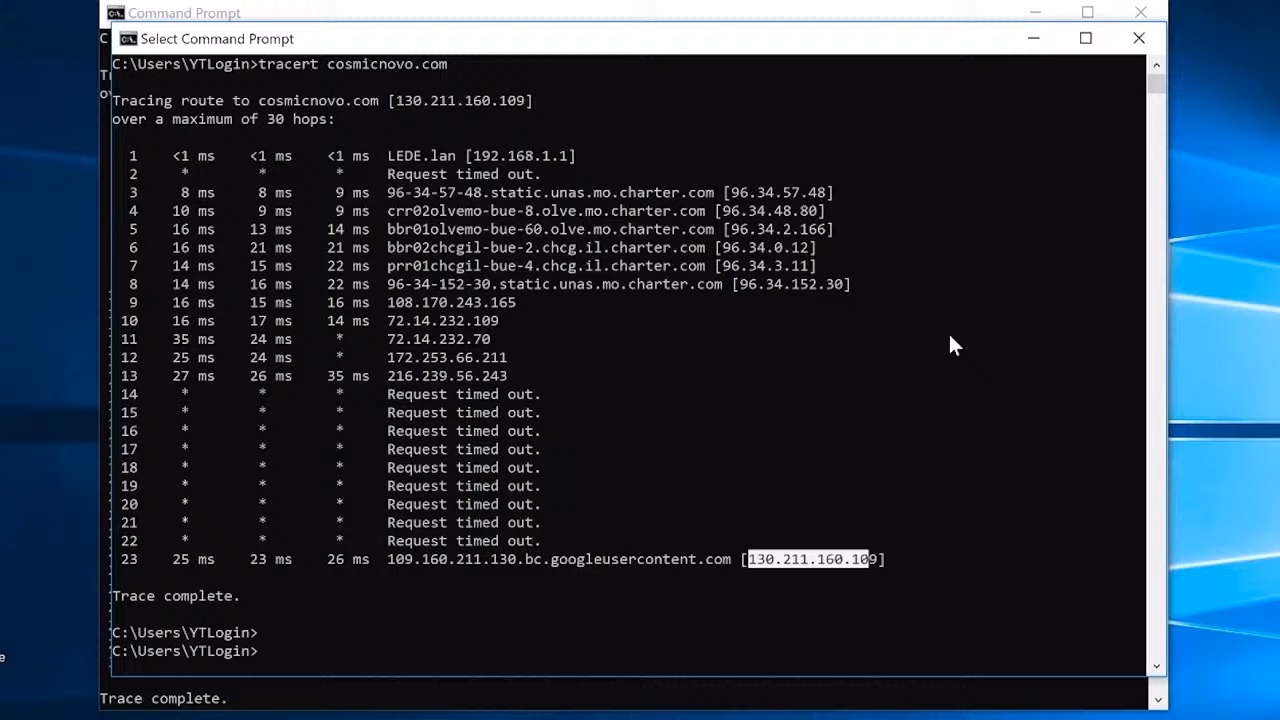 Command Prompt
Select Command Prompt
C:\Users\YTLogin>tracert cosmicnovo.com
Tracing route to cosmicnovo.com [130.211.160.109]
over a maximum of 30 hops:
1 <1 ms <1 ms <1 ms LEDE.lan [192.168.1.1]
2 * * * Request timed out.
3 8 ms 8 ms 9 ms 96-34-57-48.static.unas.mo.charter.com [96.34.57.48]
4 10 ms 9 ms 9 ms crr02olvemo-bue-8.olve.mo.charter.com [96.34.48.80]
5 16 ms 13 ms 14 ms bbr01olvemo-bue-60.olve.mo.charter.com [96.34.2.166]
6 16 ms 21 ms 21 ms bbr02chcgil-bue-2.chcg.il.charter.com [96.34.0.12]
7 14 ms 15 ms 22 ms prr01chcgil-bue-4.chcg.il.charter.com [96.34.3.11]
8 14 ms 16 ms 22 ms 96-34-152-30.static.unas.mo.charter.com [96.34.152.30]
9 16 ms 15 ms 16 ms 108.170.243.165
10 16 ms 17 ms 14 ms 72.14.232.109
11 35 ms 24 ms * 72.14.232.70
12 25 ms 24 ms * 172.253.66.211
13 27 ms 26 ms 35 ms 216.239.56.243
14 * * * Request timed out.
15 * * * Request timed out.
16 * * * Request timed out.
17 * * * Request timed out.
18 * * * Request timed out.
19 * * * Request timed out.
20 * * * Request timed out.
21 * * * Request timed out.
22 * * * Request timed out.
23 25 ms 23 ms 26 ms 109.160.211.130.bc.googleusercontent.com [130.211.160.109]
Trace complete.
C:\Users\YTLogin>
C:\Users\YTLogin>
Trace complete.